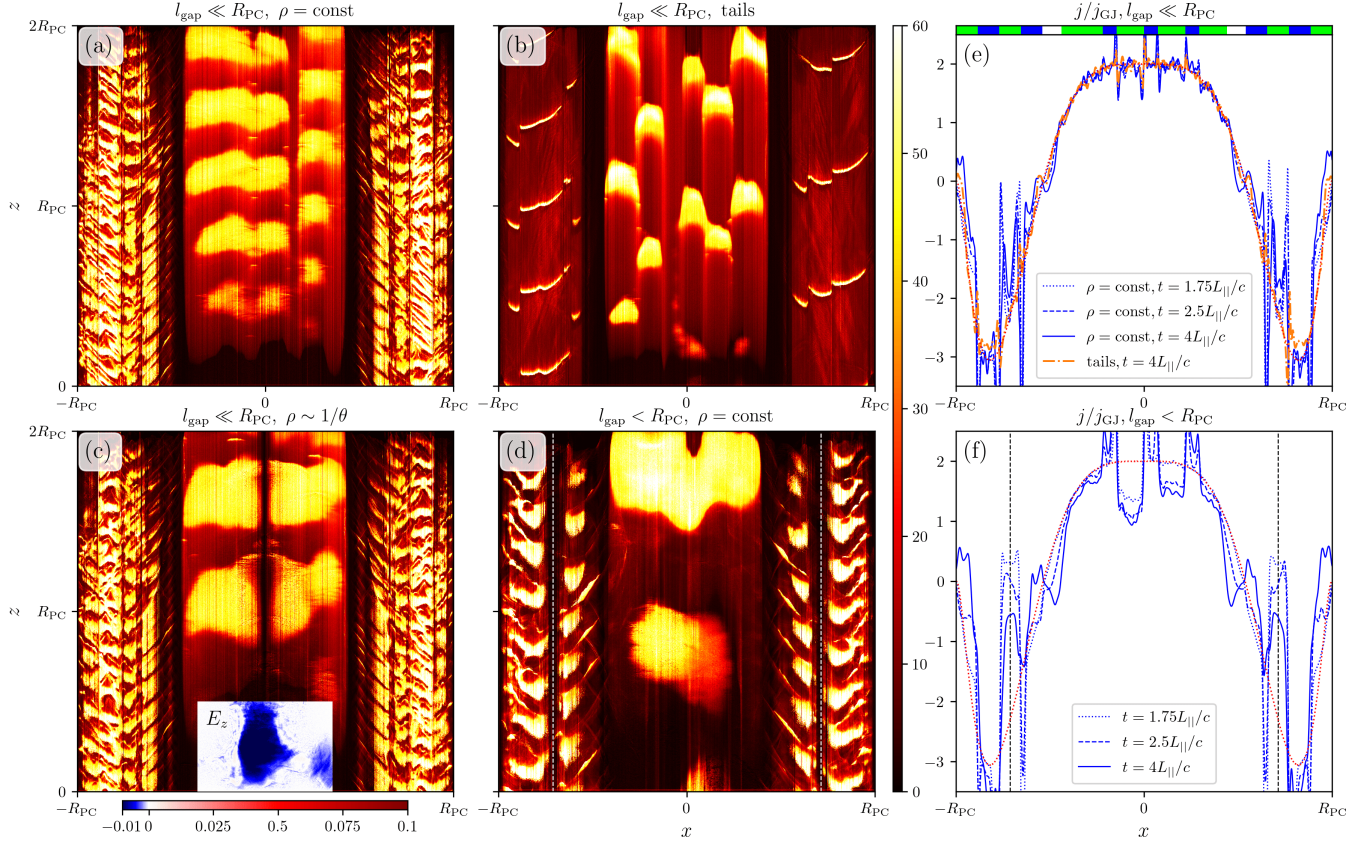 l_gap ≪ R_PC, ρ = const
l_gap ≪ R_PC, tails
j/j_GJ, l_gap ≪ R_PC
(a)
(b)
(e)
2R_PC
R_PC
0
z
−R_PC
0
R_PC
−R_PC
0
R_PC
60
50
40
30
20
10
0
2
1
0
−1
−2
−3
ρ = const, t = 1.75L_||/c
ρ = const, t = 2.5L_||/c
ρ = const, t = 4L_||/c
tails, t = 4L_||/c
−R_PC
0
R_PC
l_gap ≪ R_PC, ρ ∼ 1/θ
l_gap < R_PC, ρ = const
j/j_GJ, l_gap < R_PC
(c)
(d)
(f)
2R_PC
R_PC
0
z
E_z
−R_PC
R_PC
−0.01 0 0.025 0.5 0.075 0.1
−R_PC
0
R_PC
x
2
1
0
−1
−2
−3
t = 1.75L_||/c
t = 2.5L_||/c
t = 4L_||/c
−R_PC
0
R_PC
x